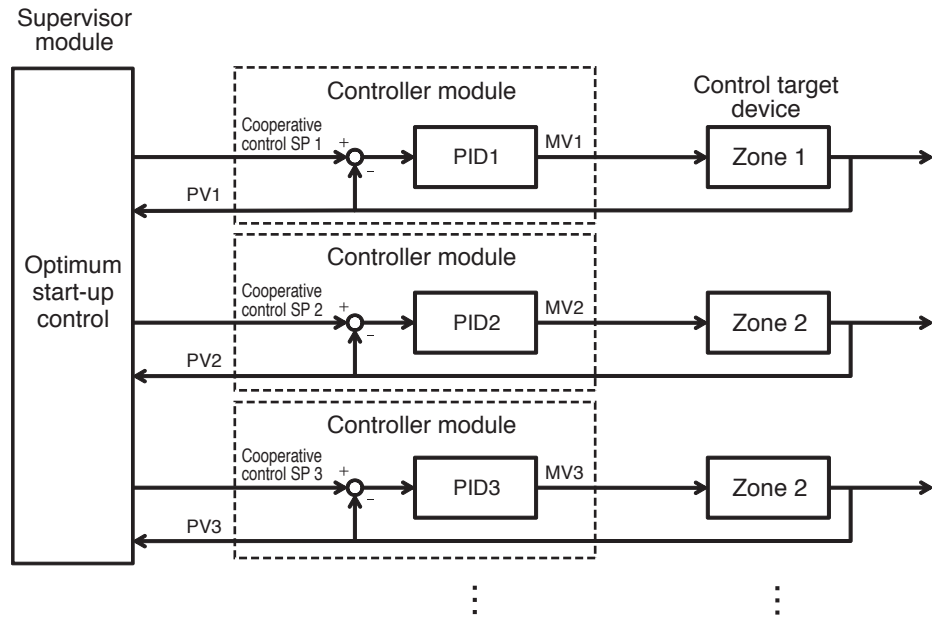 Supervisor
module
Controller module
Control target
device
Cooperative
control SP 1
+
−
PID1
MV1
Zone 1
PV1
Optimum
start-up
control
Controller module
Cooperative
control SP 2
+
−
PID2
MV2
Zone 2
PV2
Controller module
Cooperative
control SP 3
+
−
PID3
MV3
Zone 2
PV3